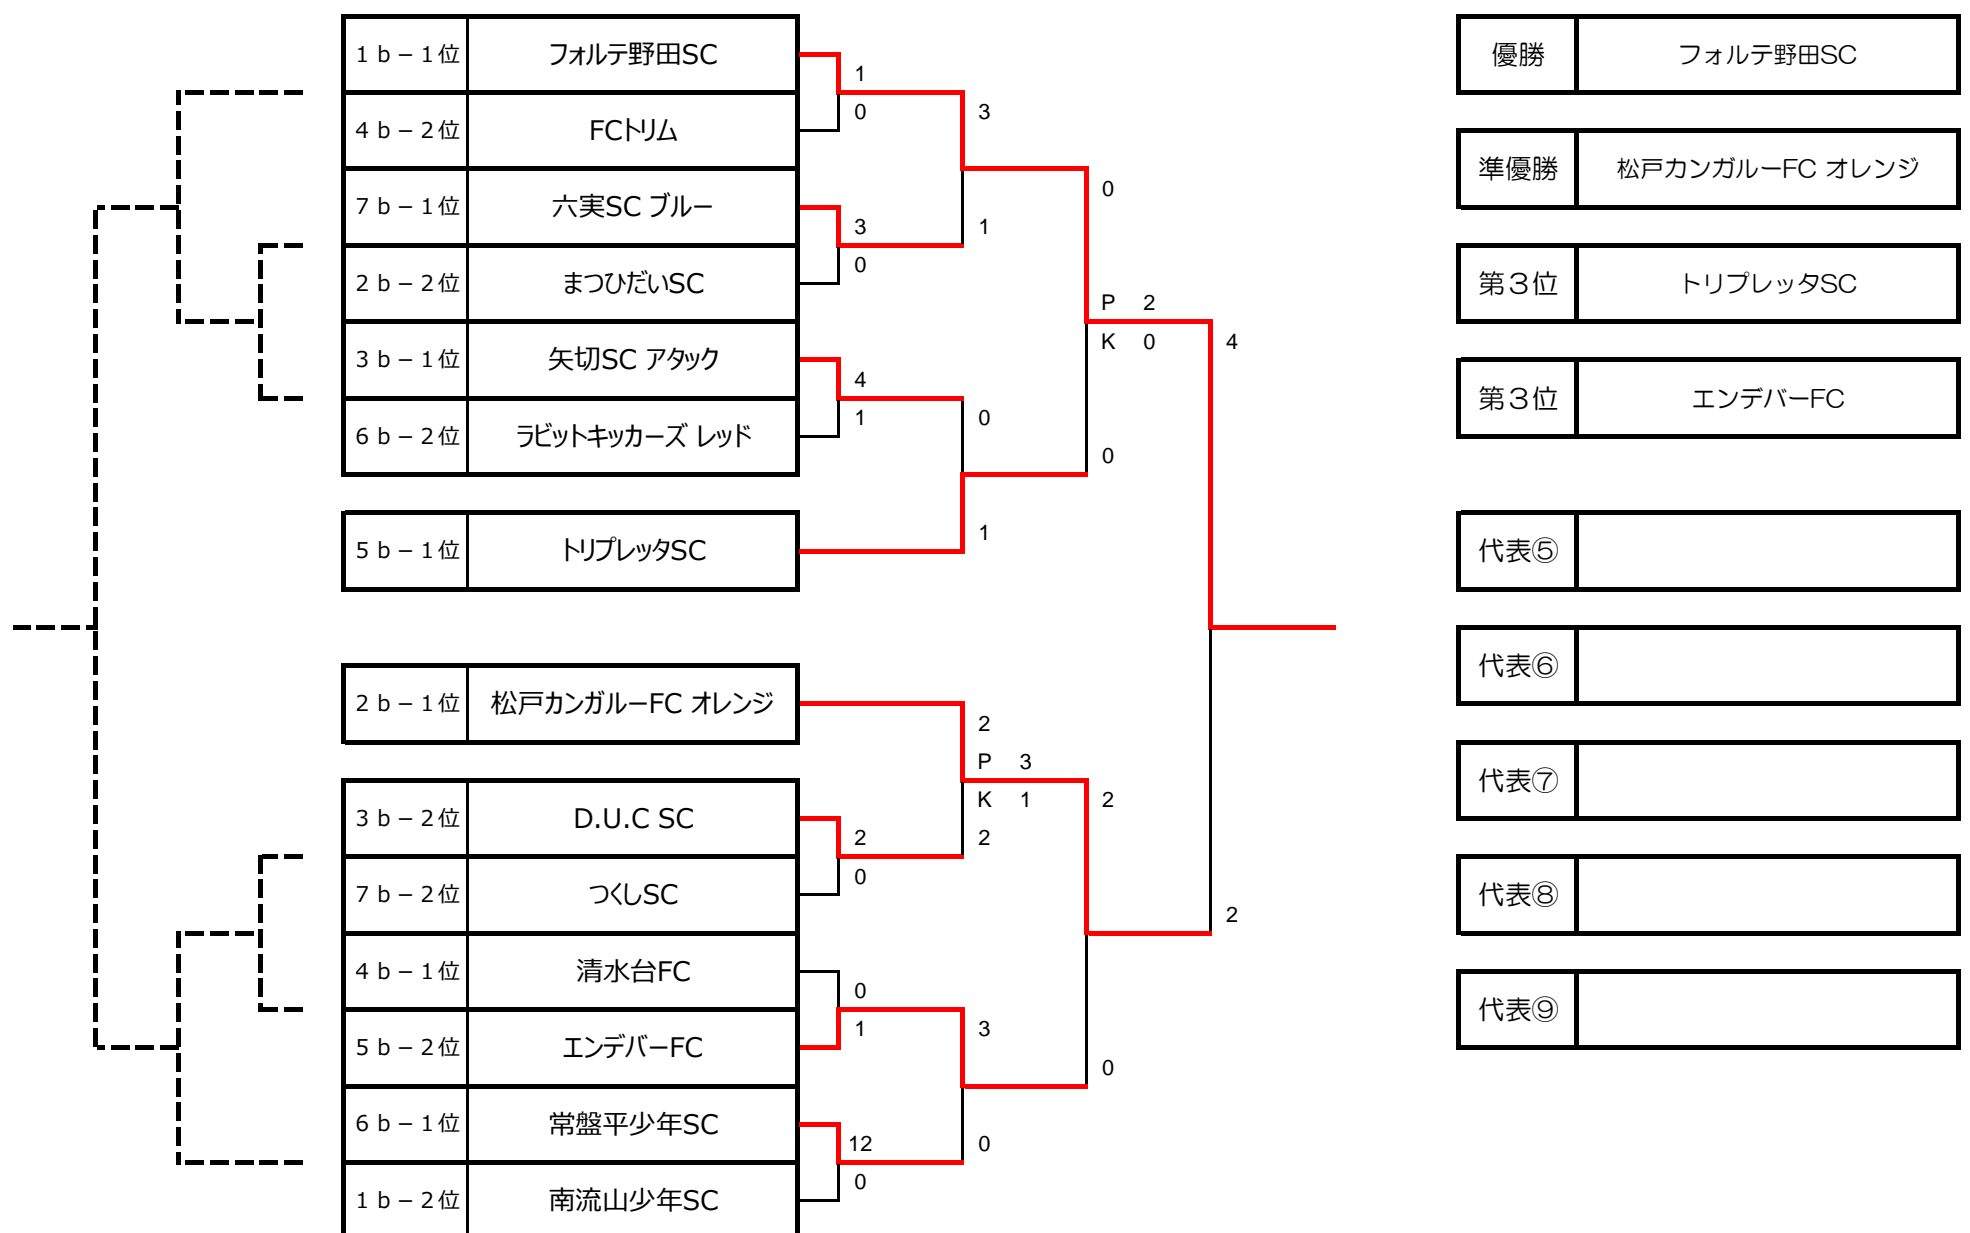 1ｂ−1位 フォルテ野田SC
4ｂ−2位 FCトリム
7ｂ−1位 六実SC ブルー
2ｂ−2位 まつひだいSC
3ｂ−1位 矢切SC アタック
6ｂ−2位 ラビットキッカーズ レッド
5ｂ−1位 トリプレッタSC
2ｂ−1位 松戸カンガルーFC オレンジ
3ｂ−2位 D.U.C SC
7ｂ−2位 つくしSC
4ｂ−1位 清水台FC
5ｂ−2位 エンデバーFC
6ｂ−1位 常盤平少年SC
1ｂ−2位 南流山少年SC
1
0
3
0
4
1
2
0
0
1
12
0
3
1
0
1
2
P 3
K 1
2
3
0
0
P 2
K 0
0
2
0
4
2
優勝 フォルテ野田SC
準優勝 松戸カンガルーFC オレンジ
第３位 トリプレッタSC
第３位 エンデバーFC
代表⑤
代表⑥
代表⑦
代表⑧
代表⑨